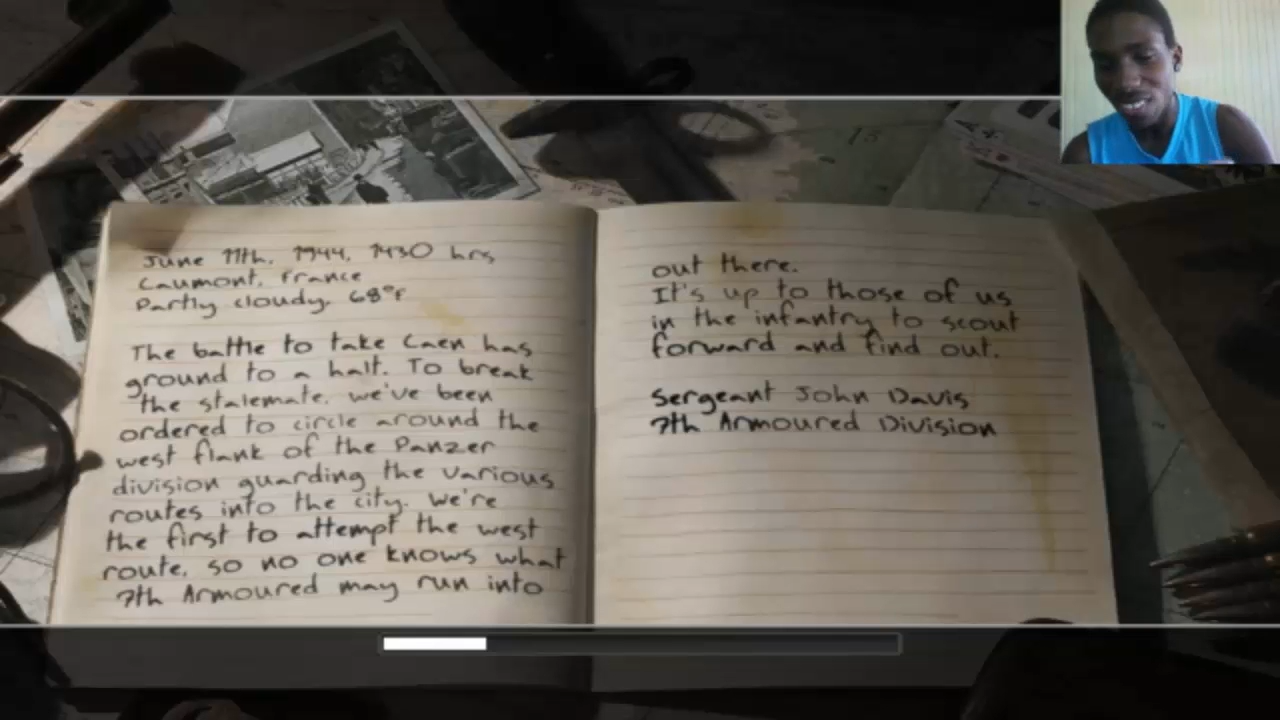 June 11th, 1944, 1430 hrs
Caumont, France
Partly cloudy, 68°F
The battle to take Caen has
ground to a halt. To break
the stalemate, we've been
ordered to circle around the
west flank of the Panzer
division guarding the various
routes into the city. We're
the first to attempt the west
route, so no one knows what
7th Armoured may run into
out there.
It's up to those of us
in the infantry to scout
forward and find out.
Sergeant John Davis
7th Armoured Division